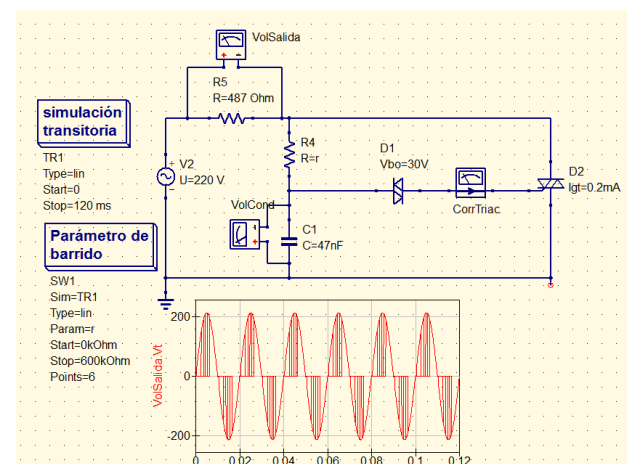 VolSalida
R5
R=487 Ohm
simulación
transitoria
TR1
Type=lin
Start=0
Stop=120 ms
V2
U=220 V
R4
R=r
D1
Vbo=30V
D2
Igt=0.2mA
CorrTriac.
VolCond
C1
C=47nF
Parámetro de
barrido
SW1
Sim=TR1
Type=lin
Param=r
Start=0kOhm
Stop=600kOhm
Points=6
VolSalida.Vt
200
0
-200
0 0.02 0.04 0.06 0.08 0.1 0.12